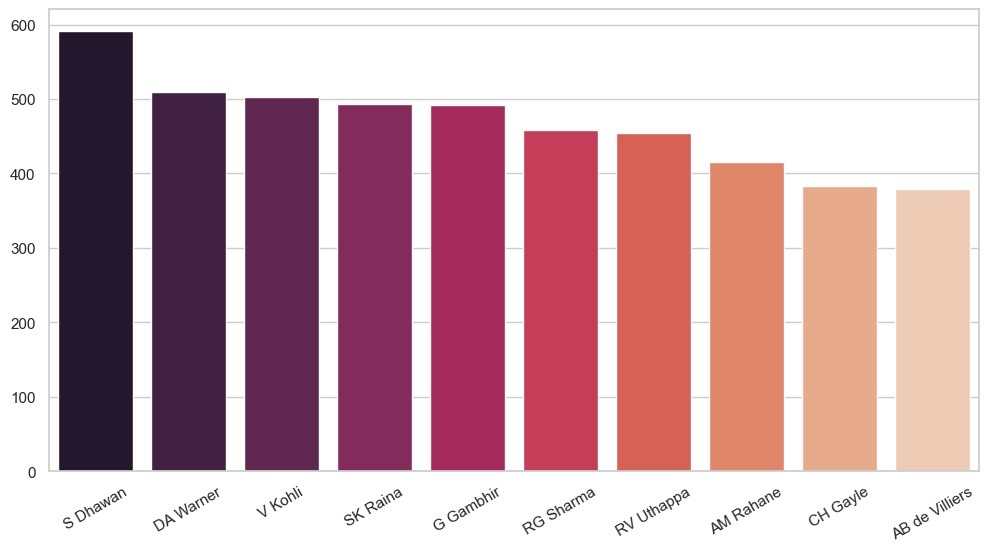 600
500
400
300
200
100
0
S Dhawan
DA Warner
V Kohli
SK Raina
G Gambhir
RG Sharma
RV Uthappa
AM Rahane
CH Gayle
AB de Villiers